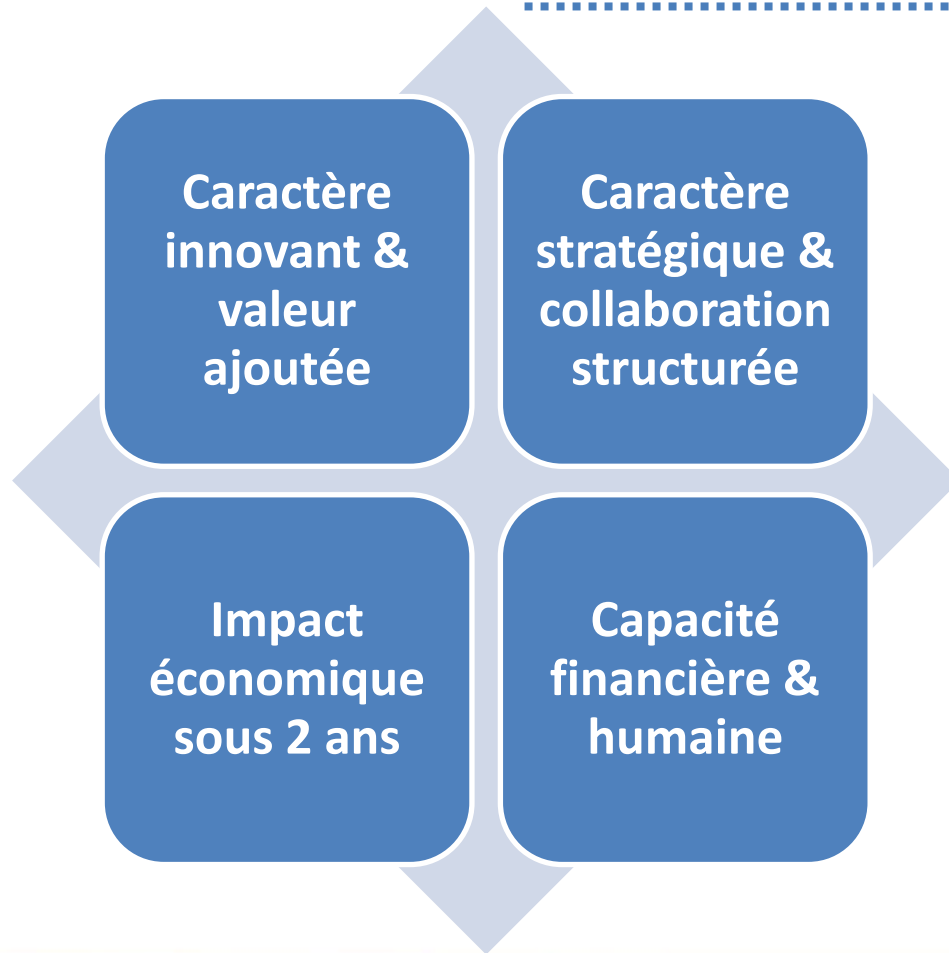 Caractère
innovant &
valeur
ajoutée
Caractère
stratégique &
collaboration
structurée
Impact
économique
sous 2 ans
Capacité
financière &
humaine